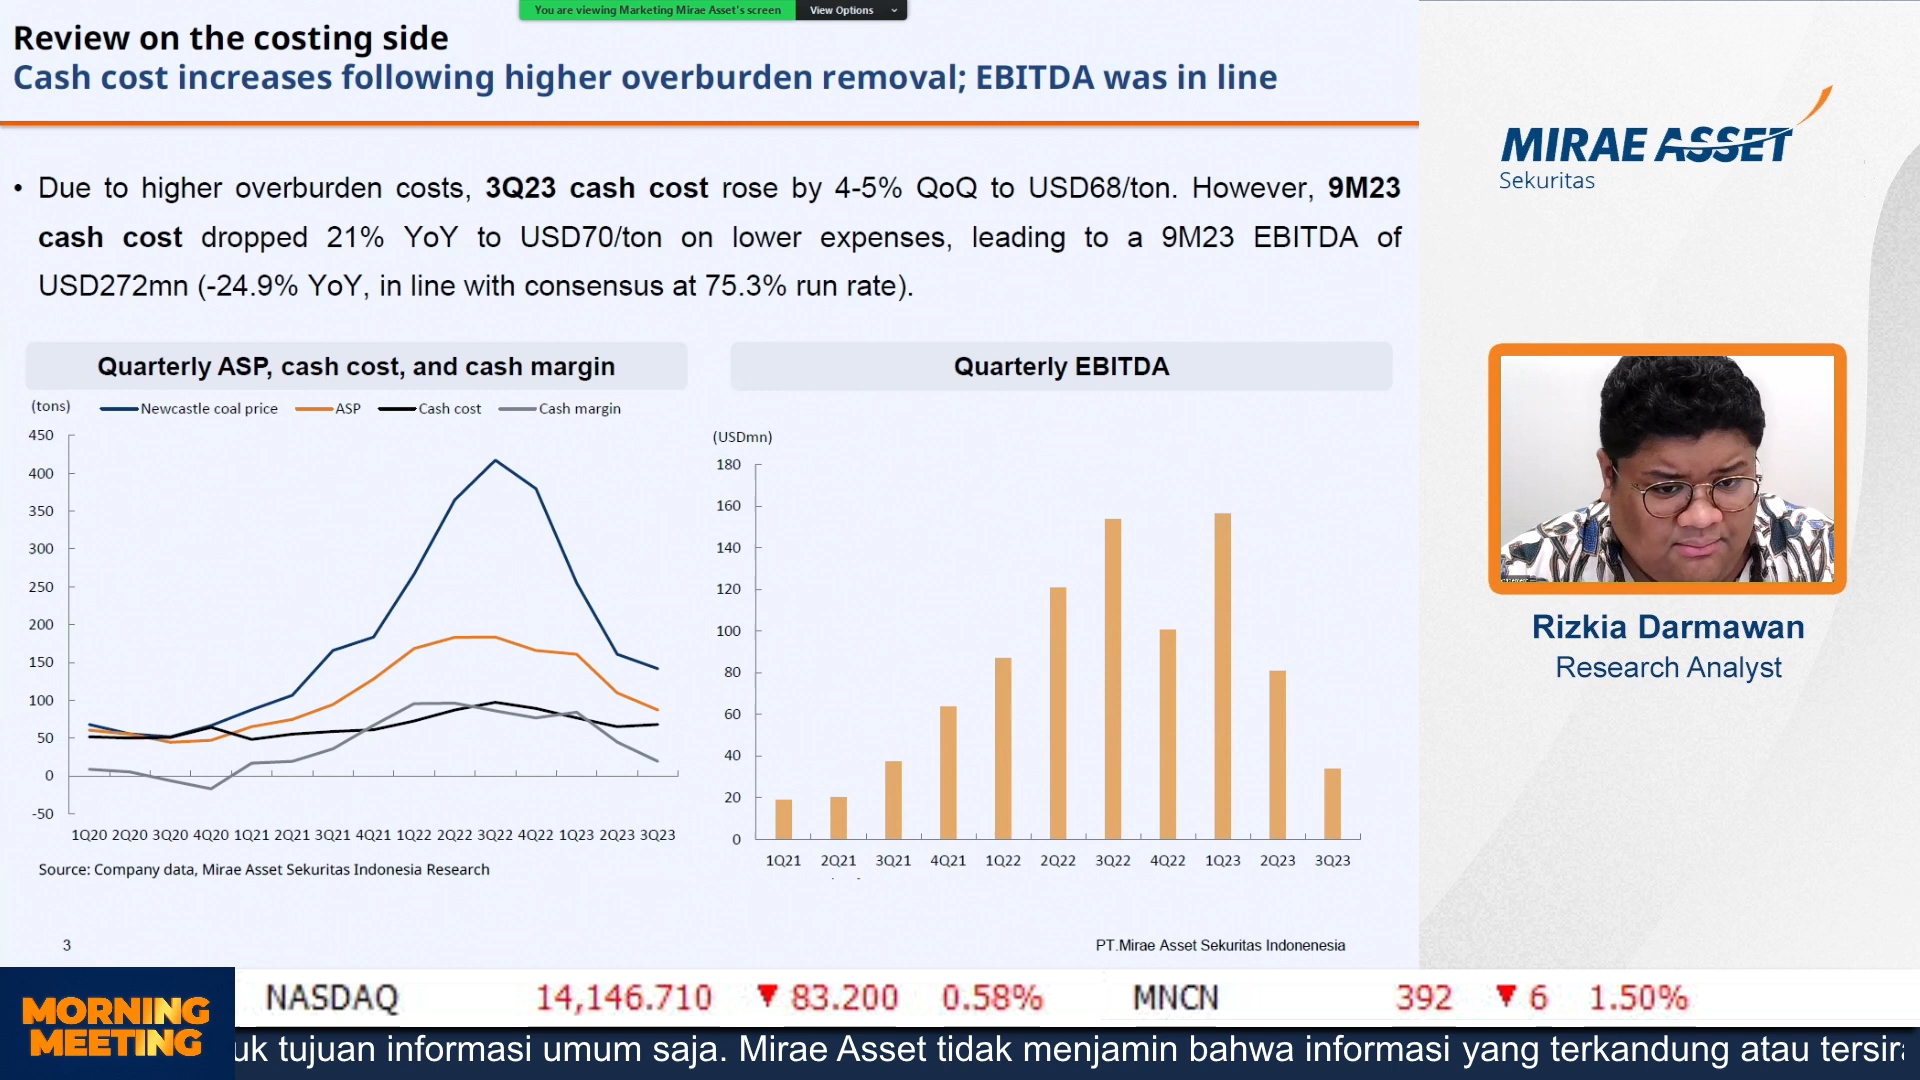 You are viewing Marketing Mirae Asset's screen
View Options
Review on the costing side
Cash cost increases following higher overburden removal; EBITDA was in line
• Due to higher overburden costs, 3Q23 cash cost rose by 4-5% QoQ to USD68/ton. However, 9M23
cash cost dropped 21% YoY to USD70/ton on lower expenses, leading to a 9M23 EBITDA of
USD272mn (-24.9% YoY, in line with consensus at 75.3% run rate).
Quarterly ASP, cash cost, and cash margin
(tons)
Newcastle coal price ASP Cash cost Cash margin
450
400
350
300
250
200
150
100
50
0
-50
1Q20 2Q20 3Q20 4Q20 1Q21 2Q21 3Q21 4Q21 1Q22 2Q22 3Q22 4Q22 1Q23 2Q23 3Q23
Source: Company data, Mirae Asset Sekuritas Indonesia Research
Quarterly EBITDA
(USDmn)
180
160
140
120
100
80
60
40
20
0
1Q21 2Q21 3Q21 4Q21 1Q22 2Q22 3Q22 4Q22 1Q23 2Q23 3Q23
3
PT.Mirae Asset Sekuritas Indonenesia
MIRAE ASSET
Sekuritas
Rizkia Darmawan
Research Analyst
MORNING
MEETING
NASDAQ 14,146.710 ▼ 83.200 0.58% MNCN 392 ▼ 6 1.50%
uk tujuan informasi umum saja. Mirae Asset tidak menjamin bahwa informasi yang terkandung atau tersira